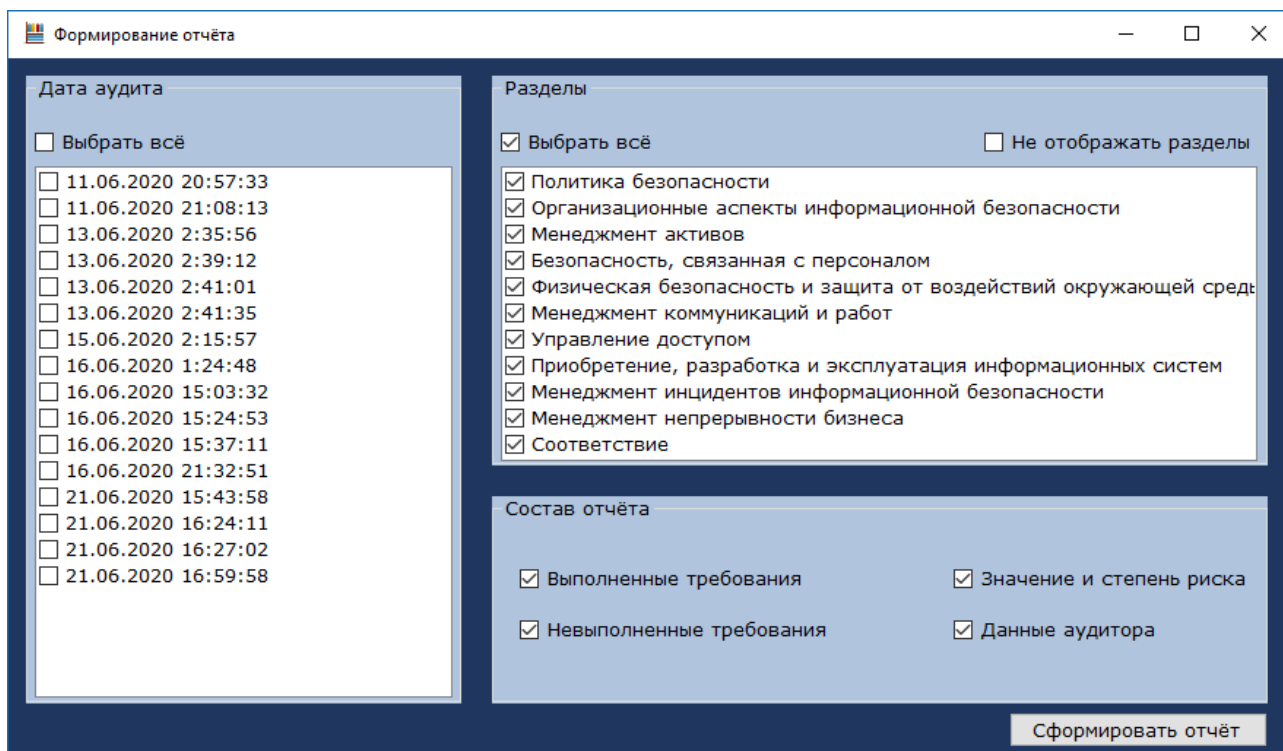 Формирование отчёта
Дата аудита
Выбрать всё
11.06.2020 20:57:33
11.06.2020 21:08:13
13.06.2020 2:35:56
13.06.2020 2:39:12
13.06.2020 2:41:01
13.06.2020 2:41:35
15.06.2020 2:15:57
16.06.2020 1:24:48
16.06.2020 15:03:32
16.06.2020 15:24:53
16.06.2020 15:37:11
16.06.2020 21:32:51
21.06.2020 15:43:58
21.06.2020 16:24:11
21.06.2020 16:27:02
21.06.2020 16:59:58
Разделы
Выбрать всё Не отображать разделы
Политика безопасности
Организационные аспекты информационной безопасности
Менеджмент активов
Безопасность, связанная с персоналом
Физическая безопасность и защита от воздействий окружающей среды
Менеджмент коммуникаций и работ
Управление доступом
Приобретение, разработка и эксплуатация информационных систем
Менеджмент инцидентов информационной безопасности
Менеджмент непрерывности бизнеса
Соответствие
Состав отчёта
Выполненные требования Значение и степень риска
Невыполненные требования Данные аудитора
Сформировать отчёт